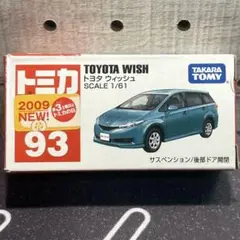 トミカ
2009
NEW!
93
TOYOTA WISH
トヨタ ウィッシュ
SCALE 1/61
TAKARA
TOMY
サスペンション/後部ドア開閉